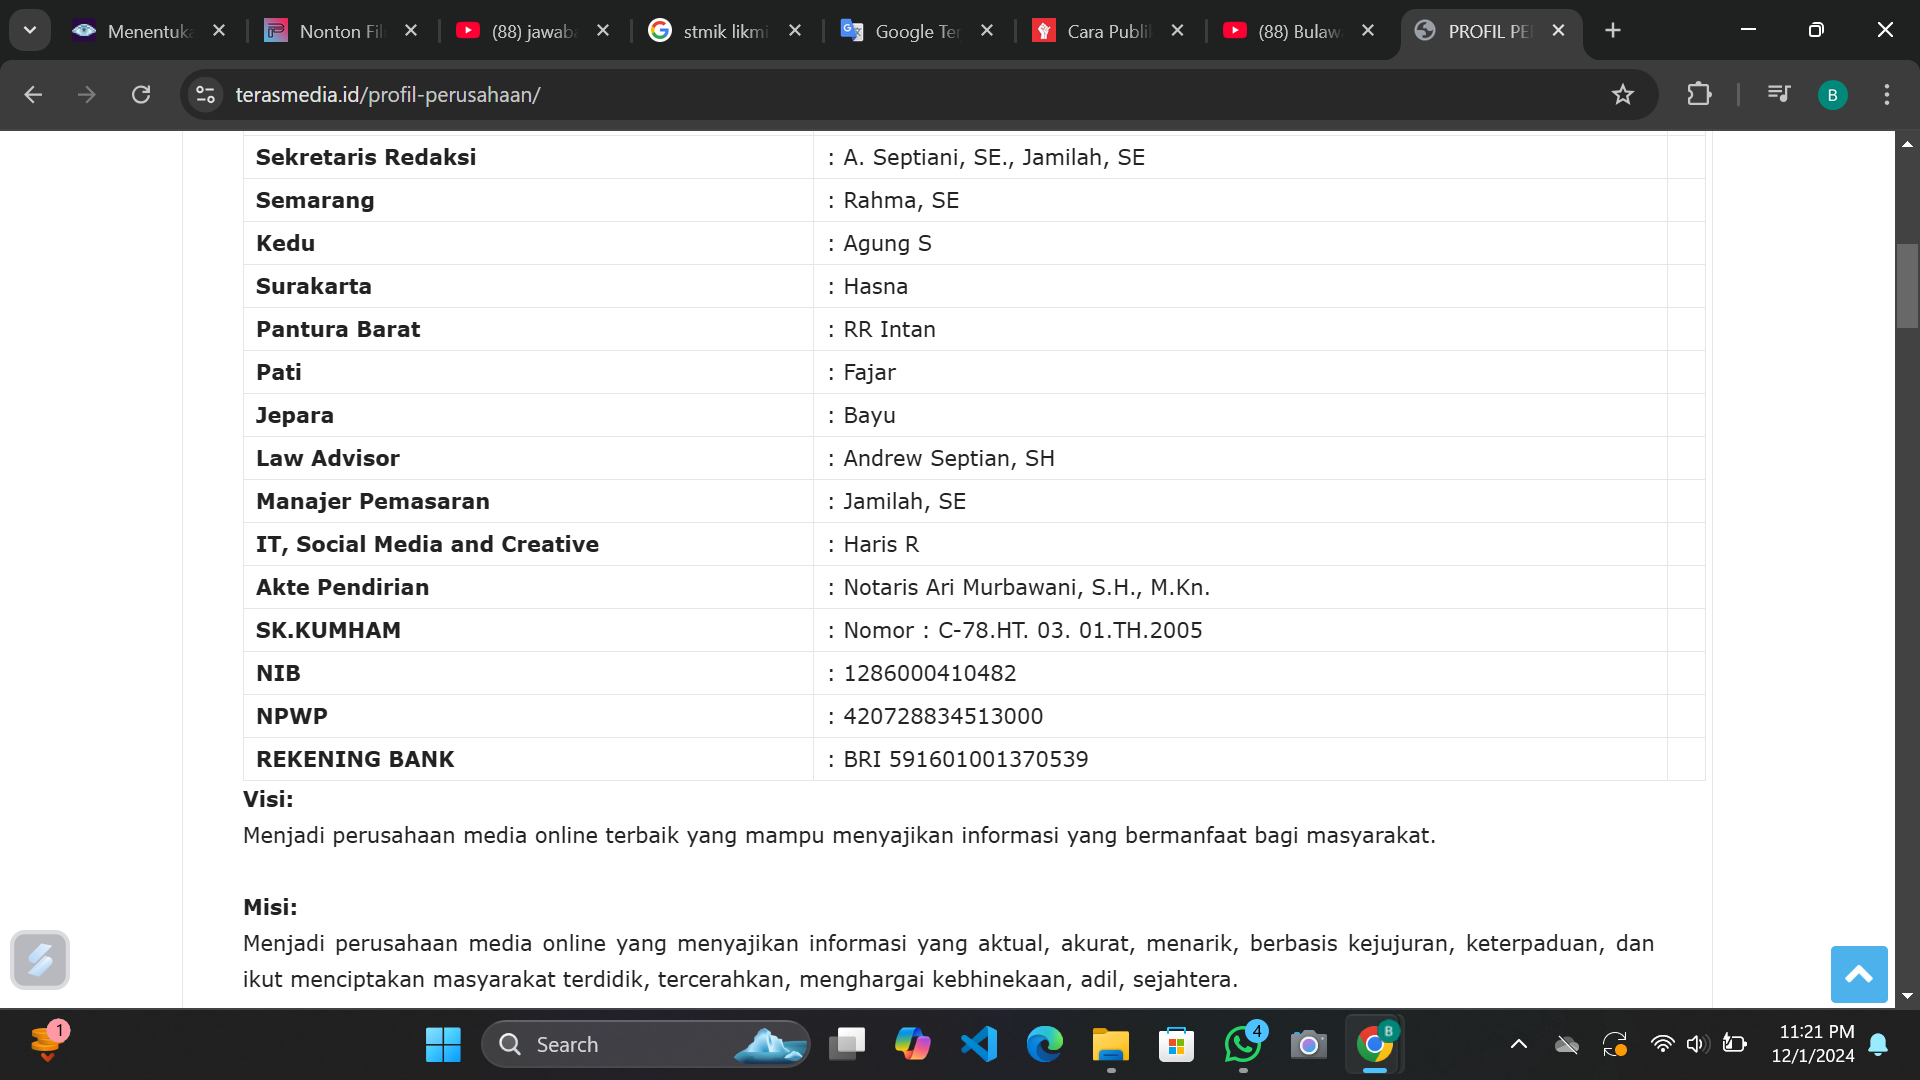 Menentuka
Nonton Fil
(88) jawaba
stmik likmi
Google Ter
Cara Publik
(88) Bulaw
PROFIL PER
terasmedia.id/profil-perusahaan/
B
Sekretaris Redaksi : A. Septiani, SE., Jamilah, SE
Semarang : Rahma, SE
Kedu : Agung S
Surakarta : Hasna
Pantura Barat : RR Intan
Pati : Fajar
Jepara : Bayu
Law Advisor : Andrew Septian, SH
Manajer Pemasaran : Jamilah, SE
IT, Social Media and Creative : Haris R
Akte Pendirian : Notaris Ari Murbawani, S.H., M.Kn.
SK.KUMHAM : Nomor : C-78.HT. 03. 01.TH.2005
NIB : 1286000410482
NPWP : 420728834513000
REKENING BANK : BRI 591601001370539
Visi:
Menjadi perusahaan media online terbaik yang mampu menyajikan informasi yang bermanfaat bagi masyarakat.
Misi:
Menjadi perusahaan media online yang menyajikan informasi yang aktual, akurat, menarik, berbasis kejujuran, keterpaduan, dan
ikut menciptakan masyarakat terdidik, tercerahkan, menghargai kebhinekaan, adil, sejahtera.
1
Search
4
B
11:21 PM
12/1/2024